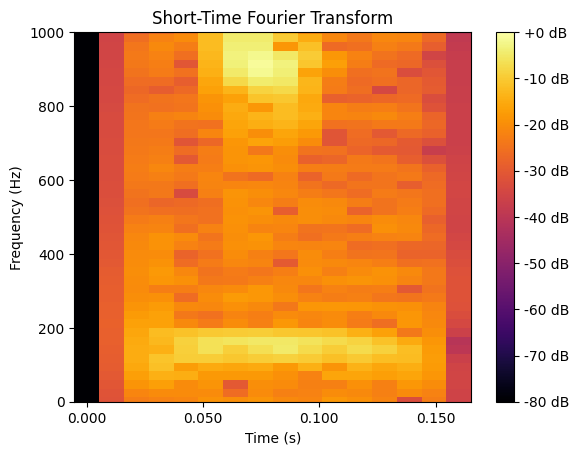 Short-Time Fourier Transform
1000
800
600
400
200
0
Frequency (Hz)
0.000
0.050
0.100
0.150
Time (s)
+0 dB
-10 dB
-20 dB
-30 dB
-40 dB
-50 dB
-60 dB
-70 dB
-80 dB